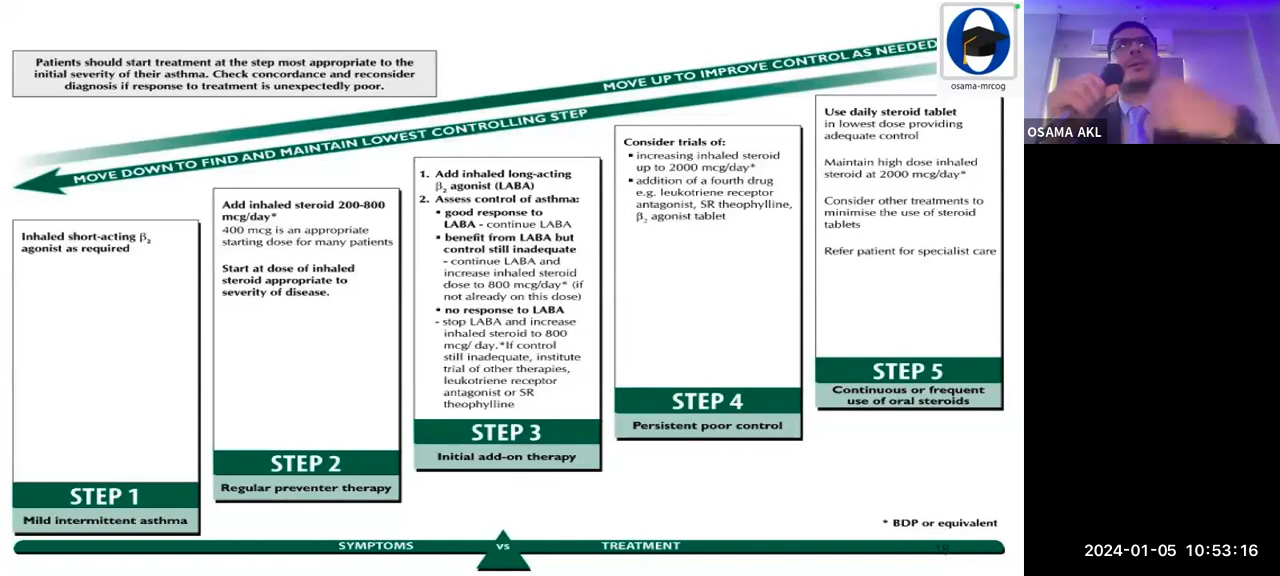 Patients should start treatment at the step most appropriate to the
initial severity of their asthma. Check concordance and reconsider
diagnosis if response to treatment is unexpectedly poor.
MOVE UP TO IMPROVE CONTROL AS NEEDED
MOVE DOWN TO FIND AND MAINTAIN LOWEST CONTROLLING STEP
osama-mrcog
OSAMA AKL
Inhaled short-acting β2
agonist as required
STEP 1
Mild intermittent asthma
Add inhaled steroid 200-800
mcg/day*
400 mcg is an appropriate
starting dose for many patients
Start at dose of inhaled
steroid appropriate to
severity of disease.
STEP 2
Regular preventer therapy
1. Add inhaled long-acting
β2 agonist (LABA)
2. Assess control of asthma:
▪ good response to
LABA - continue LABA
▪ benefit from LABA but
control still inadequate
- continue LABA and
increase inhaled steroid
dose to 800 mcg/day* (if
not already on this dose)
▪ no response to LABA
- stop LABA and increase
inhaled steroid to 800
mcg/ day.*If control
still inadequate, institute
trial of other therapies,
leukotriene receptor
antagonist or SR
theophylline
STEP 3
Initial add-on therapy
Consider trials of:
▪ increasing inhaled steroid
up to 2000 mcg/day*
▪ addition of a fourth drug
e.g. leukotriene receptor
antagonist, SR theophylline,
β2 agonist tablet
STEP 4
Persistent poor control
Use daily steroid tablet
in lowest dose providing
adequate control
Maintain high dose inhaled
steroid at 2000 mcg/day*
Consider other treatments to
minimise the use of steroid
tablets
Refer patient for specialist care
STEP 5
Continuous or frequent
use of oral steroids
* BDP or equivalent
SYMPTOMS vs TREATMENT
2024-01-05 10:53:16